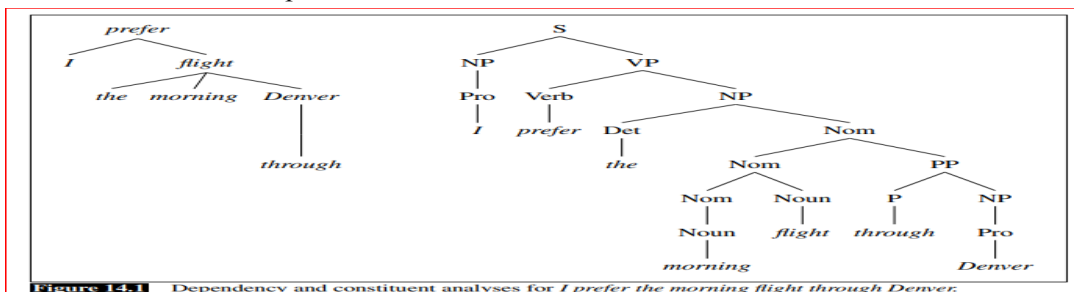 prefer S
I flight NP VP
the morning Denver Pro Verb NP
I prefer Det Nom
through the Nom PP
Nom Noun P NP
Noun flight through Pro
morning Denver
Figure 14.1 Dependency and constituent analyses for I prefer the morning flight through Denver.